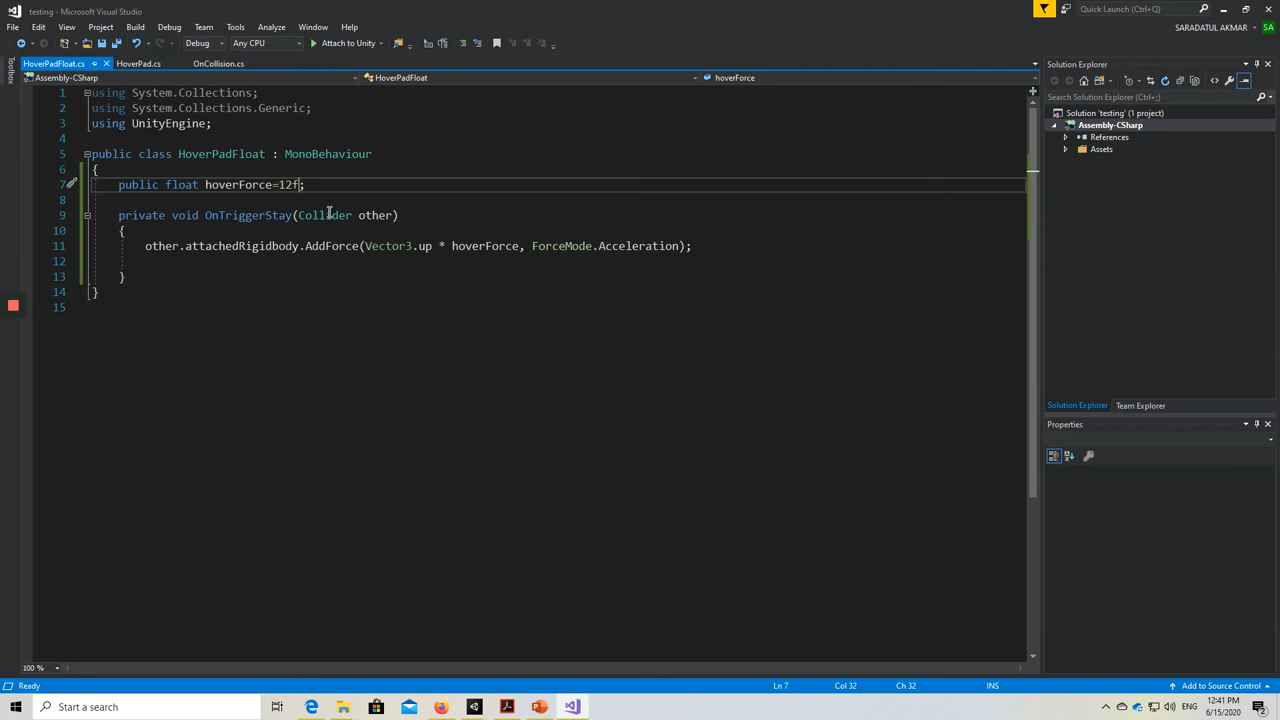 testing - Microsoft Visual Studio
Quick Launch (Ctrl+Q)
File Edit View Project Build Debug Team Tools Test Analyze Window Help
SARADATUL AKMAR SA
Debug Any CPU Attach to Unity
Toolbox
HoverPadFloat.cs HoverPad.cs OnCollision.cs
Assembly-CSharp HoverPadFloat hoverForce
1 using System.Collections;
2 using System.Collections.Generic;
3 using UnityEngine;
4
5 public class HoverPadFloat : MonoBehaviour
6 {
7 public float hoverForce=12f;
8
9 private void OnTriggerStay(Collider other)
10 {
11 other.attachedRigidbody.AddForce(Vector3.up * hoverForce, ForceMode.Acceleration);
12
13 }
14 }
15
Solution Explorer
Search Solution Explorer (Ctrl+;)
Solution 'testing' (1 project)
Assembly-CSharp
References
Assets
Solution Explorer Team Explorer
Properties
100 %
Ready Ln 7 Col 32 Ch 32 INS Add to Source Control
Start a search
ENG
12:41 PM
6/15/2020
2